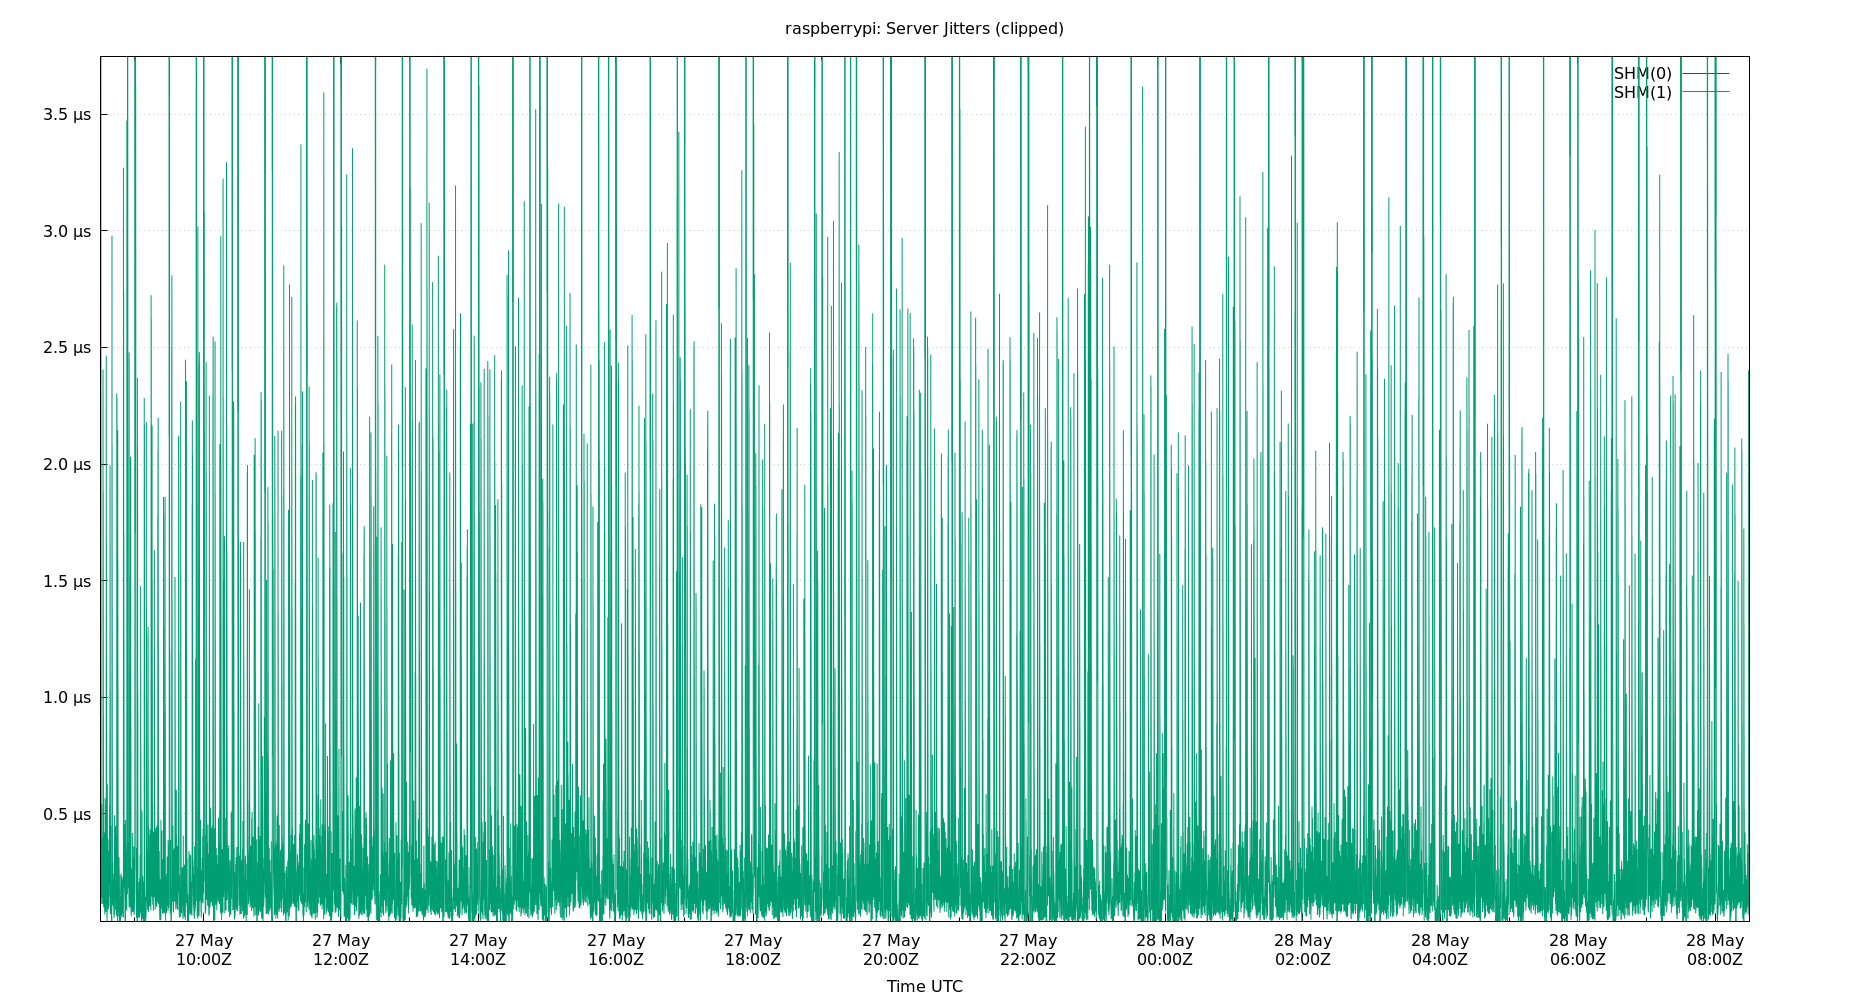 raspberrypi: Server Jitters (clipped)
SHM(0)
SHM(1)
3.5 µs
3.0 µs
2.5 µs
2.0 µs
1.5 µs
1.0 µs
0.5 µs
27 May 27 May 27 May 27 May 27 May 27 May 27 May 28 May 28 May 28 May 28 May 28 May
10:00Z 12:00Z 14:00Z 16:00Z 18:00Z 20:00Z 22:00Z 00:00Z 02:00Z 04:00Z 06:00Z 08:00Z
Time UTC